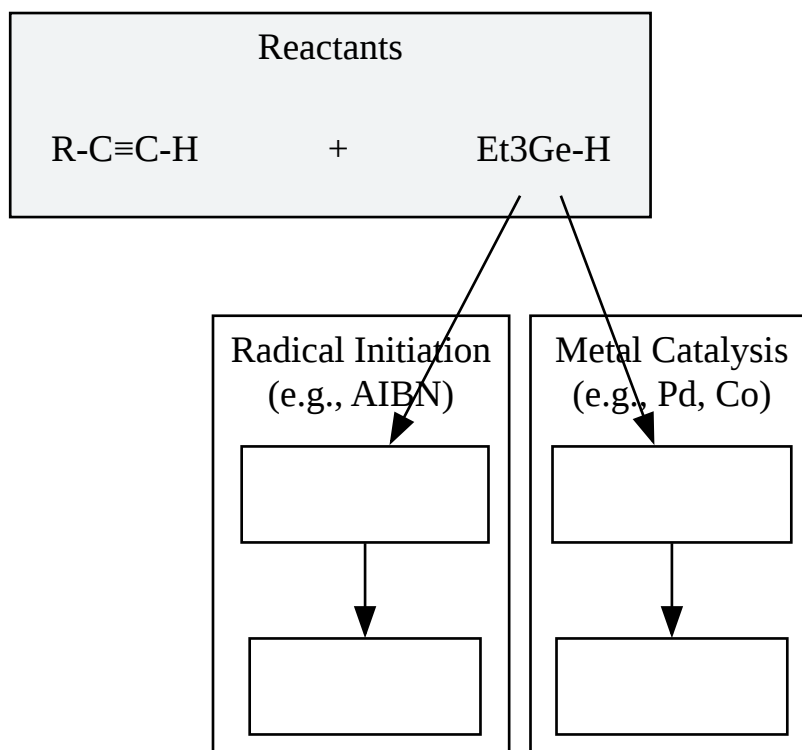 Reactants
R-C≡C-H + Et3Ge-H
Radical Initiation
(e.g., AIBN)
Metal Catalysis
(e.g., Pd, Co)